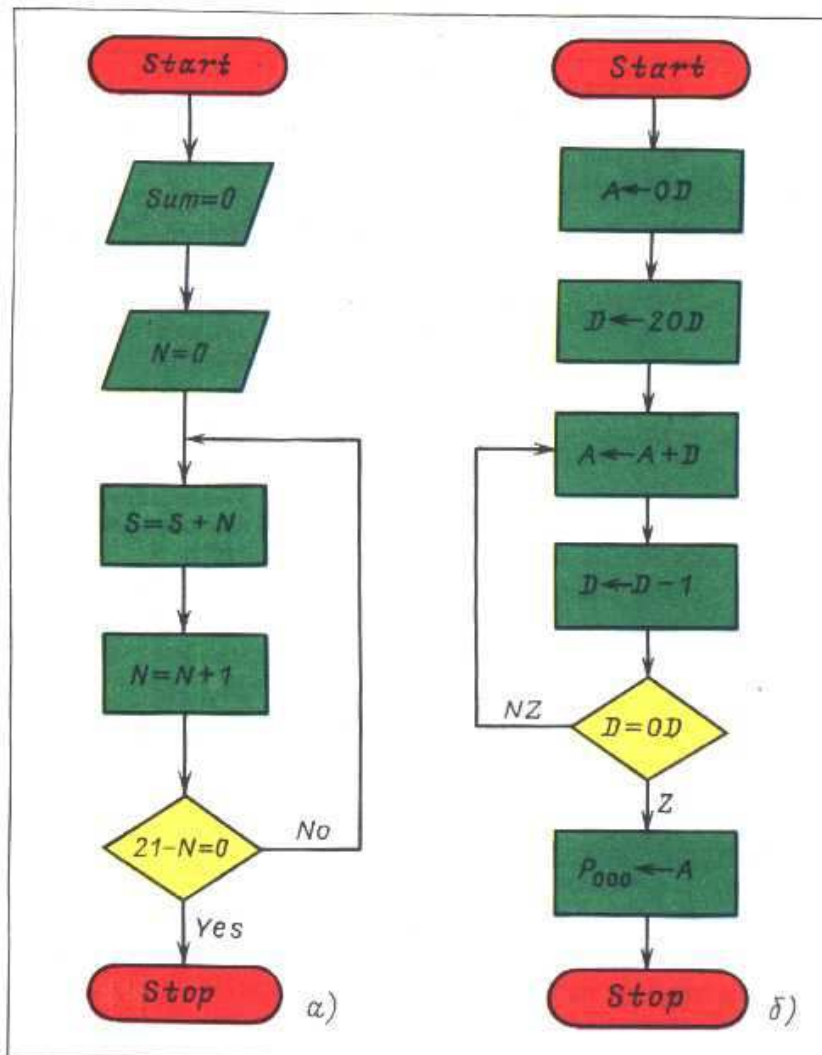 Start
Sum=0
N=0
S=S+N
N=N+1
21-N=0
No
Yes
Stop
а)
Start
A←0D
D←20D
A←A+D
D←D-1
D=0D
NZ
Z
P000←A
Stop
б)